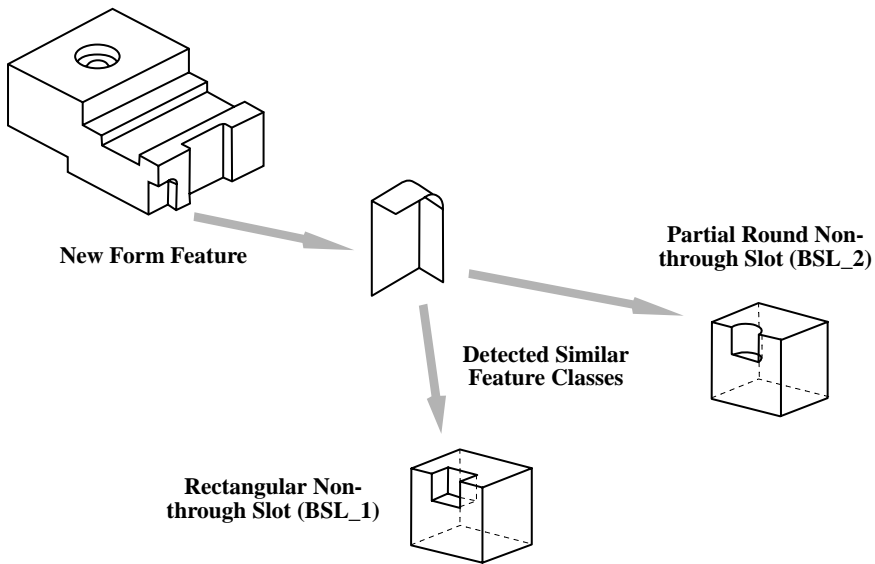 New Form Feature
Partial Round Non-
through Slot (BSL_2)
Detected Similar
Feature Classes
Rectangular Non-
through Slot (BSL_1)